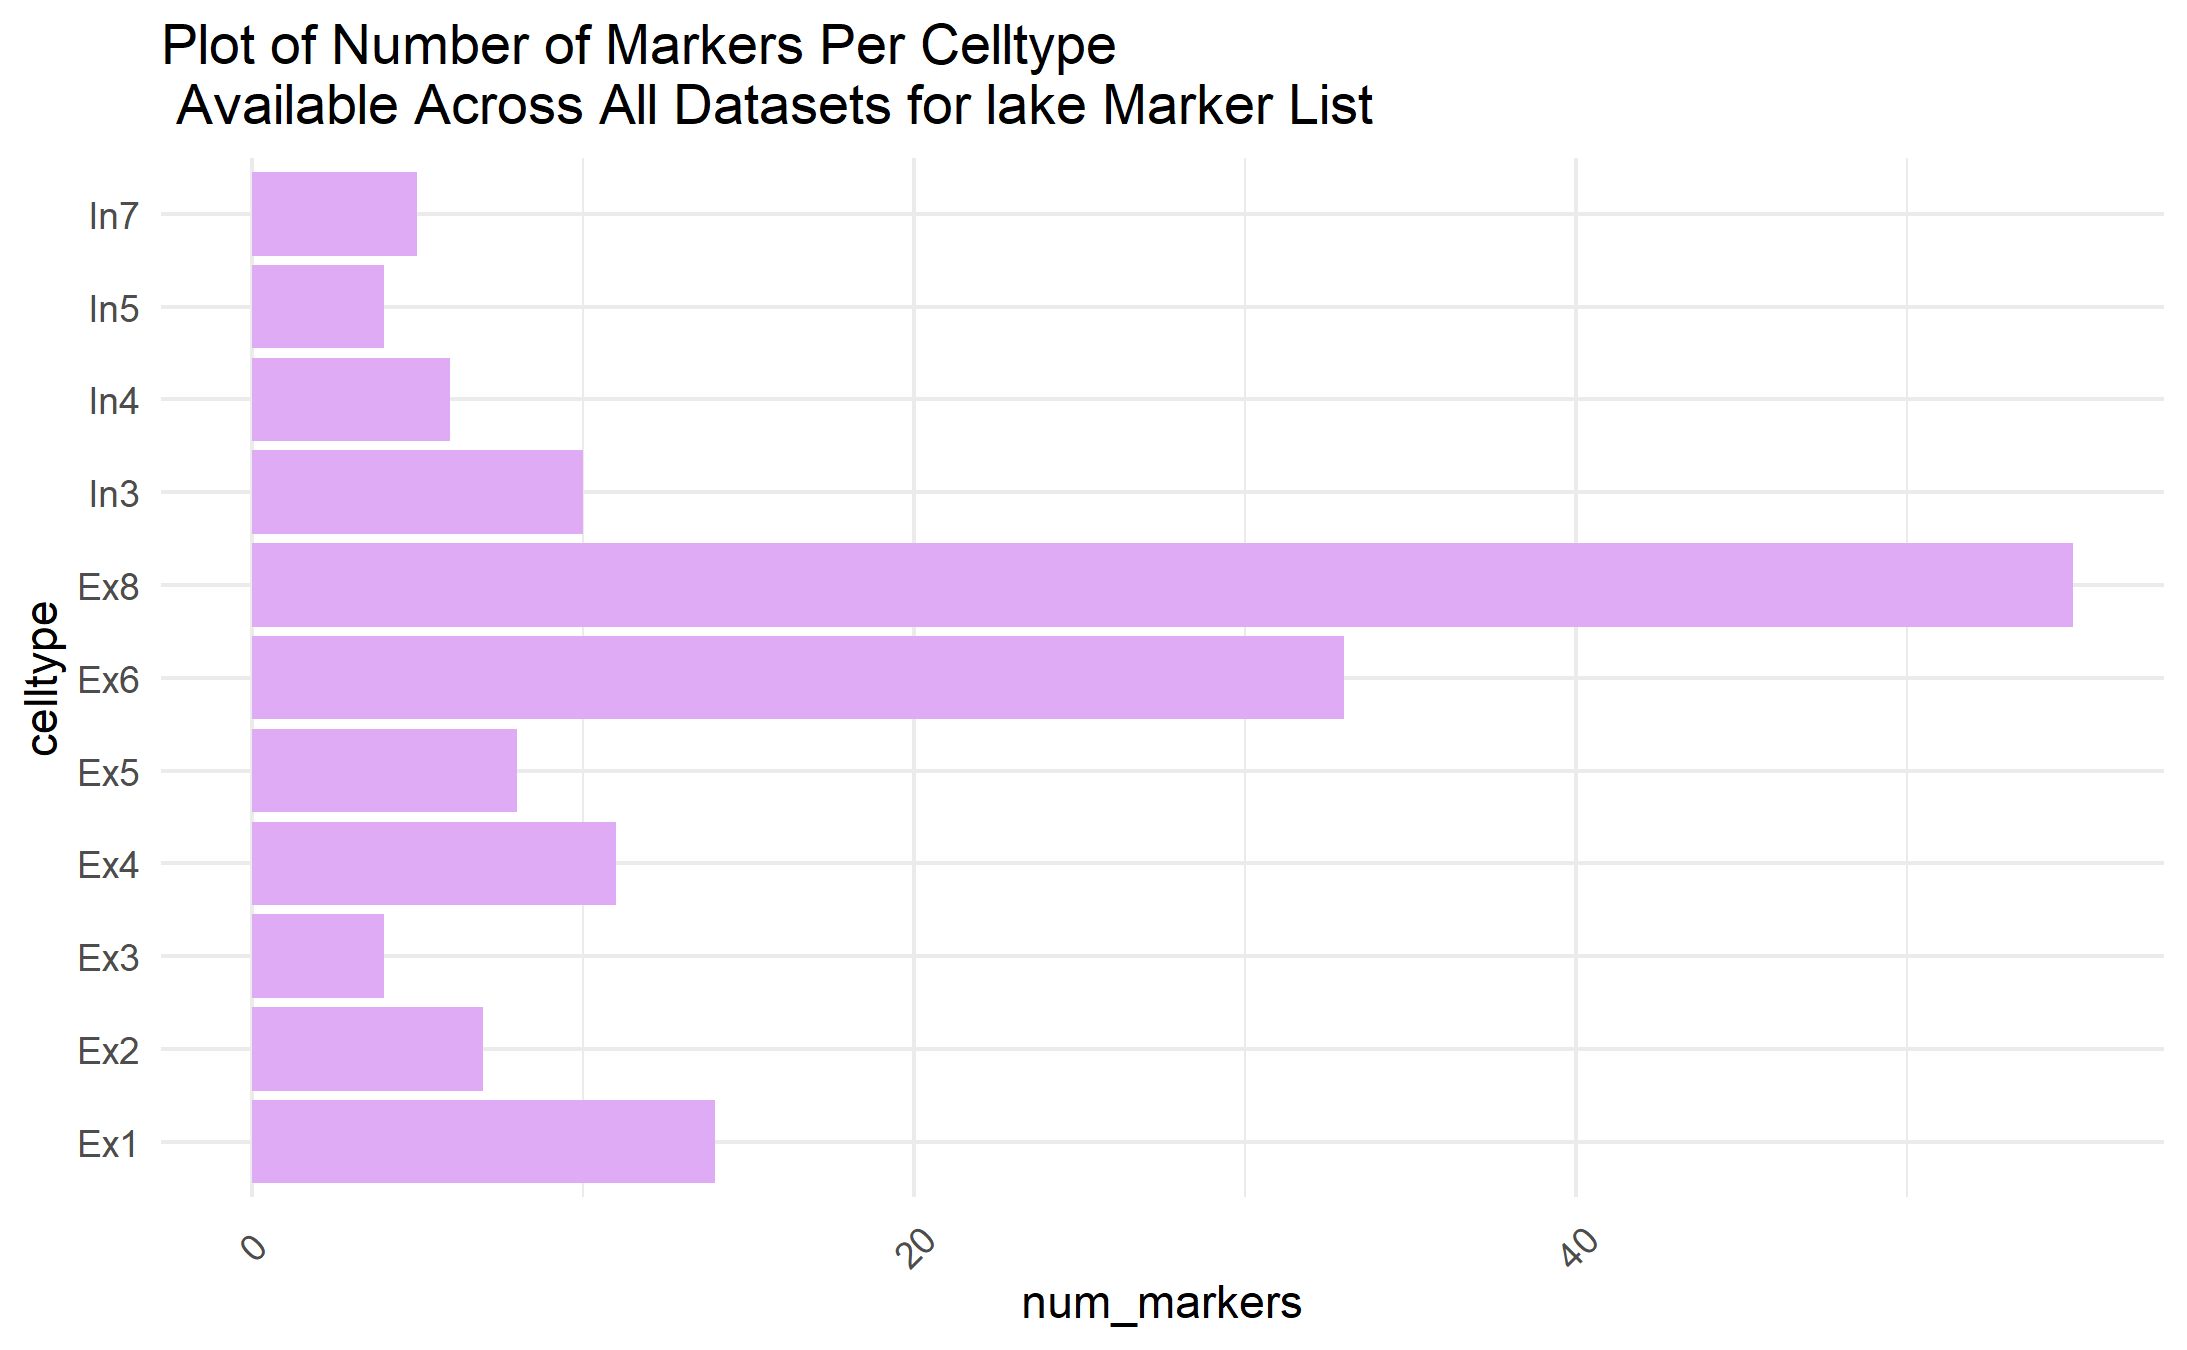 Plot of Number of Markers Per Celltype
Available Across All Datasets for lake Marker List
celltype
In7
In5
In4
In3
Ex8
Ex6
Ex5
Ex4
Ex3
Ex2
Ex1
0
20
40
num_markers